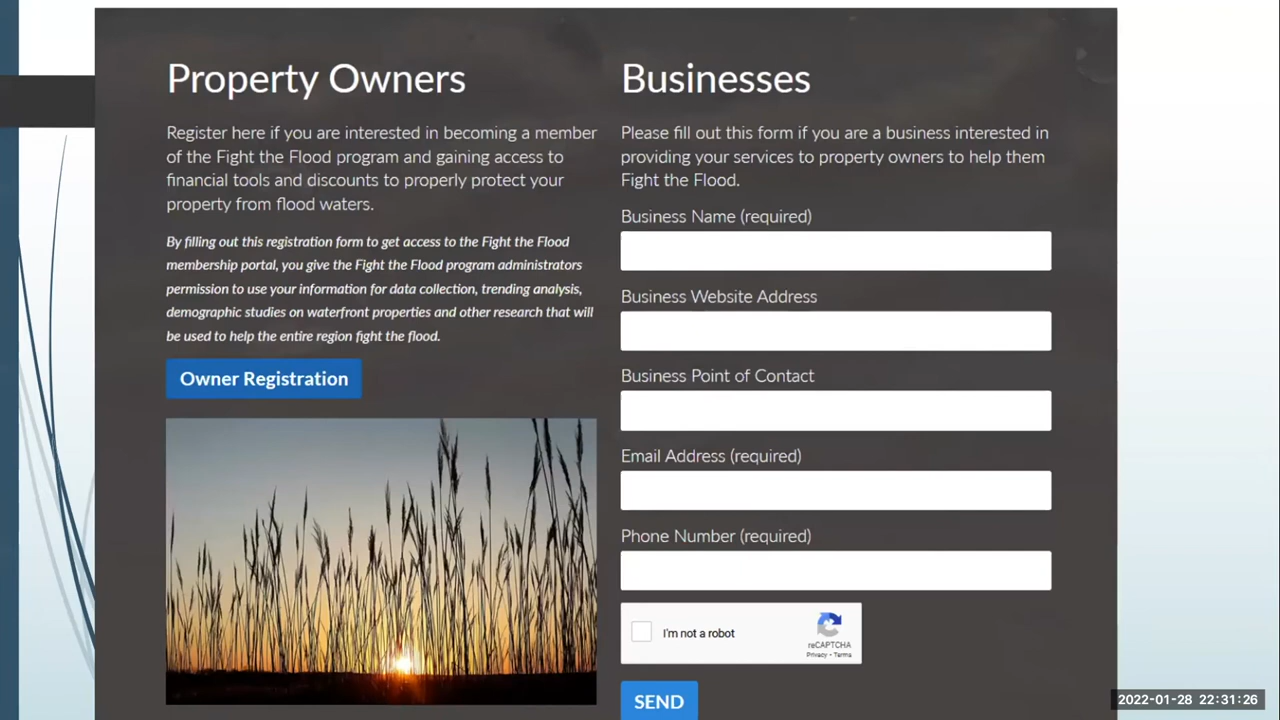 Property Owners
Register here if you are interested in becoming a member
of the Fight the Flood program and gaining access to
financial tools and discounts to properly protect your
property from flood waters.
By filling out this registration form to get access to the Fight the Flood
membership portal, you give the Fight the Flood program administrators
permission to use your information for data collection, trending analysis,
demographic studies on waterfront properties and other research that will
be used to help the entire region fight the flood.
Owner Registration
Businesses
Please fill out this form if you are a business interested in
providing your services to property owners to help them
Fight the Flood.
Business Name (required)
Business Website Address
Business Point of Contact
Email Address (required)
Phone Number (required)
I'm not a robot
reCAPTCHA
Privacy - Terms
SEND
2022-01-28 22:31:26